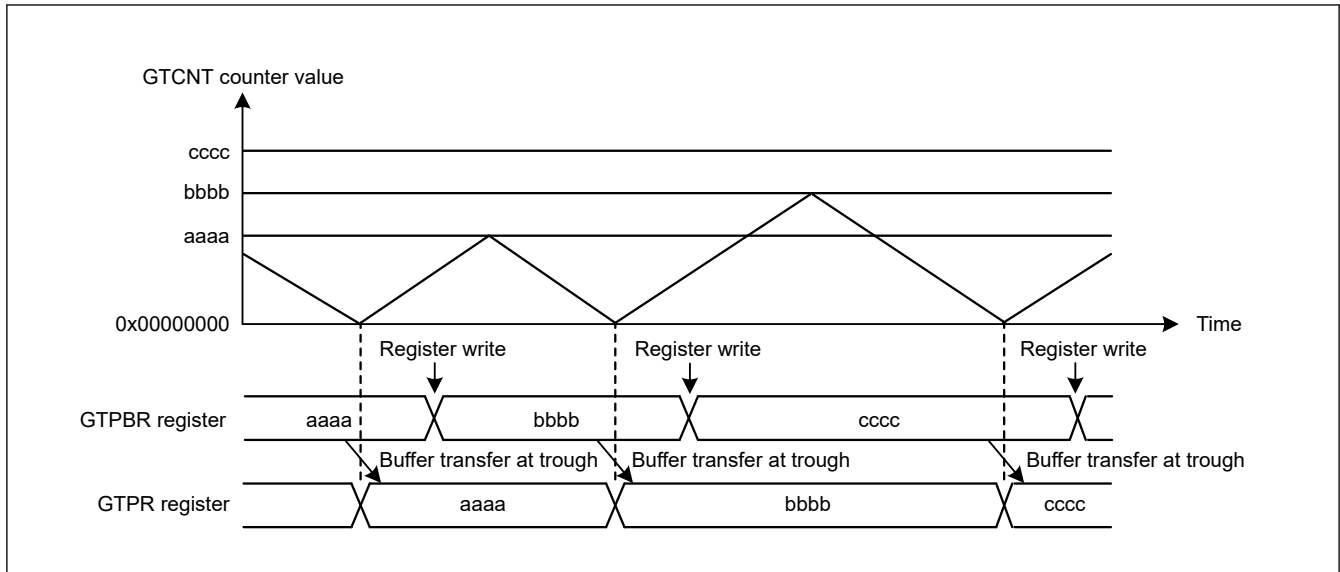 GTCNT counter value
cccc
bbbb
aaaa
0x00000000
Time
Register write Register write Register write
GTPBR register aaaa bbbb cccc
Buffer transfer at trough Buffer transfer at trough Buffer transfer at trough
GTPR register aaaa bbbb cccc